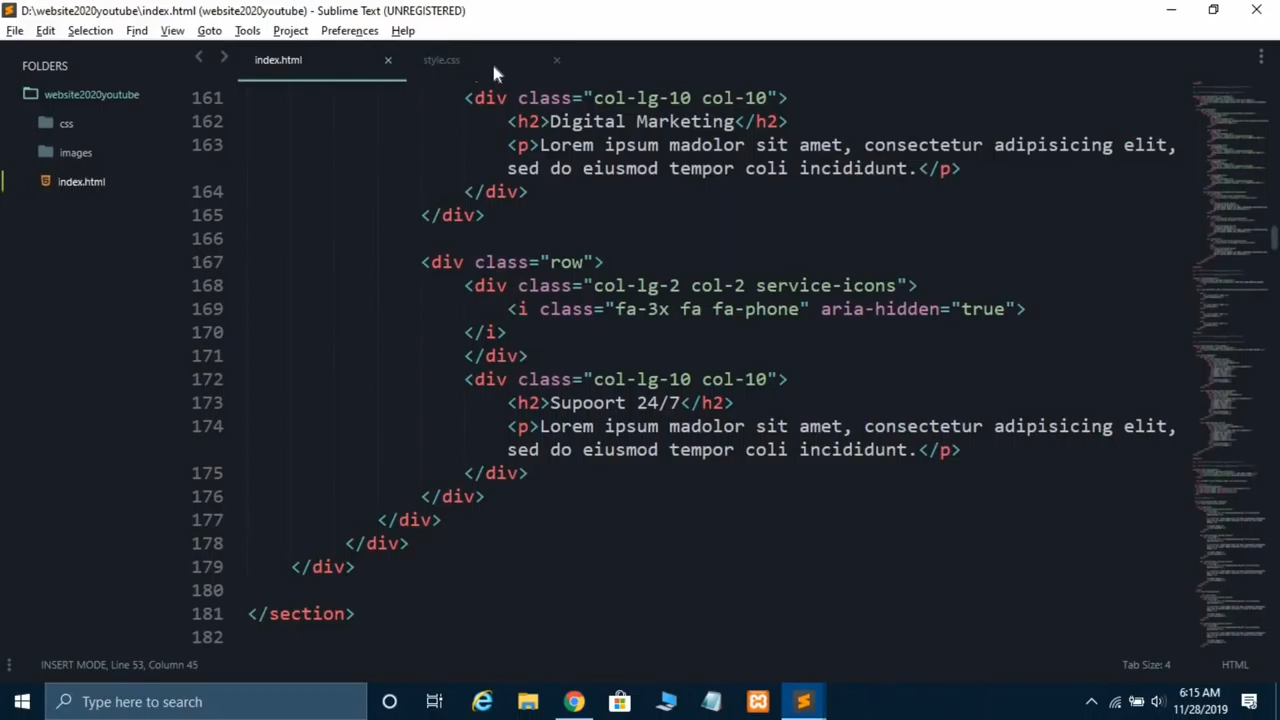 D:\website2020youtube\index.html (website2020youtube) - Sublime Text (UNREGISTERED)
File Edit Selection Find View Goto Tools Project Preferences Help
FOLDERS
website2020youtube
css
images
index.html
index.html style.css
161 <div class="col-lg-10 col-10">
162 <h2>Digital Marketing</h2>
163 <p>Lorem ipsum madolor sit amet, consectetur adipisicing elit,
sed do eiusmod tempor coli incididunt.</p>
164 </div>
165 </div>
166
167 <div class="row">
168 <div class="col-lg-2 col-2 service-icons">
169 <i class="fa-3x fa fa-phone" aria-hidden="true">
170 </i>
171 </div>
172 <div class="col-lg-10 col-10">
173 <h2>Supoort 24/7</h2>
174 <p>Lorem ipsum madolor sit amet, consectetur adipisicing elit,
sed do eiusmod tempor coli incididunt.</p>
175 </div>
176 </div>
177 </div>
178 </div>
179 </div>
180
181 </section>
182
INSERT MODE, Line 53, Column 45 Tab Size: 4 HTML
Type here to search
6:15 AM
11/28/2019